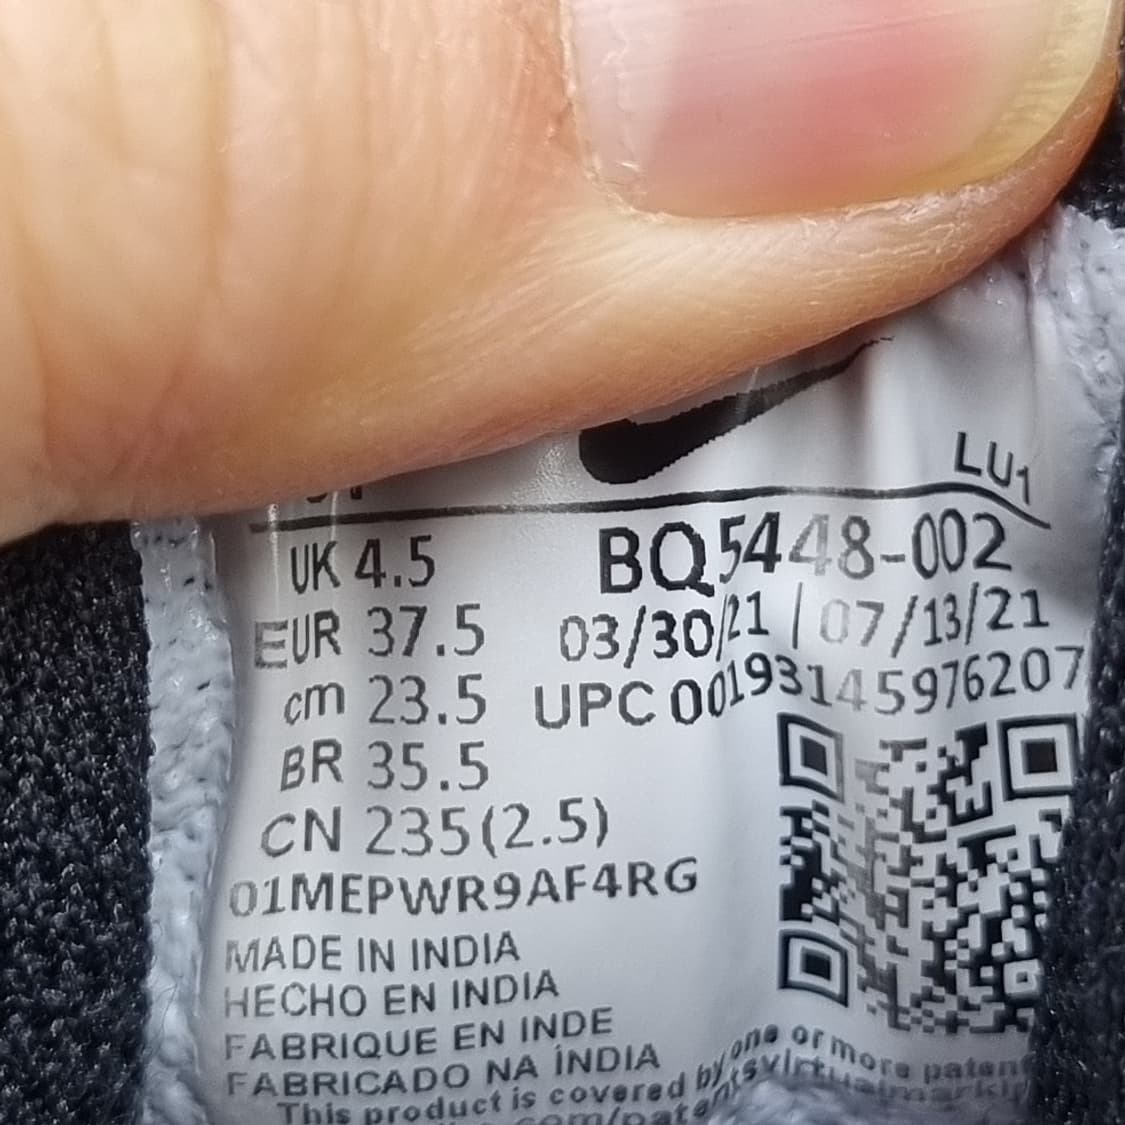 LU1
UK 4.5 BQ5448-002
EUR 37.5 03/30/21 | 07/13/21
cm 23.5 UPC 00193145976207
BR 35.5
CN 235(2.5)
01MEPWR9AF4RG
MADE IN INDIA
HECHO EN INDIA
FABRIQUE EN INDE
FABRICADO NA ÍNDIA
This product is covered by one or more paten